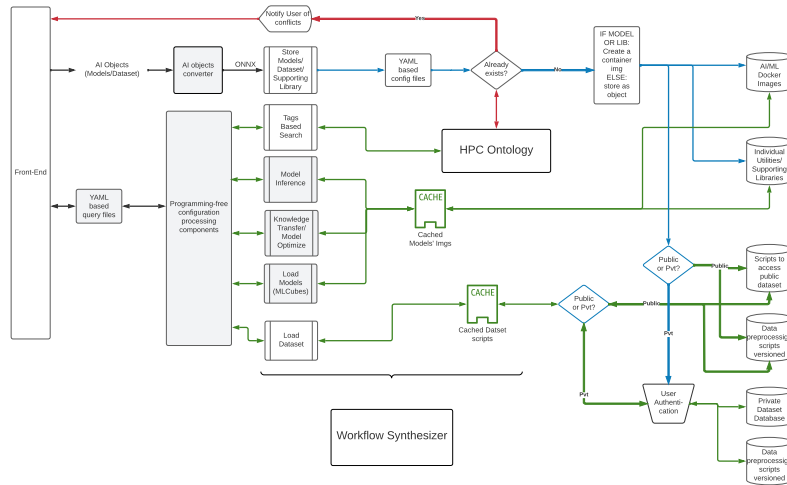 Notify User of
conflicts
Yes
AI Objects
(Models/Dataset)
AI objects
converter
ONNX
Store
Models/
Dataset/
Supporting
Library
YAML
based
config files
Already
exists?
No
IF MODEL
OR LIB:
Create a
container
img
ELSE:
store as
object
AI/ML
Docker
Images
Tags
Based
Search
HPC Ontology
Individual
Utilities/
Supporting
Libraries
Front-End
YAML
based
query files
Programming-free
configuration
processing
components
Model
Inference
Knowledge
Transfer/
Model
Optimize
Load
Models
(MLCubes)
Load
Dataset
CACHE
Cached
Models' Imgs
CACHE
Cached Datset
scripts
Public
or Pvt?
Public
Public
or Pvt?
Public
Pvt
Pvt
Scripts to
access
public
dataset
Data
preprocessing
scripts
versioned
User
Authenti-
cation
Private
Dataset
Database
Data
preprocessing
scripts
versioned
Workflow Synthesizer